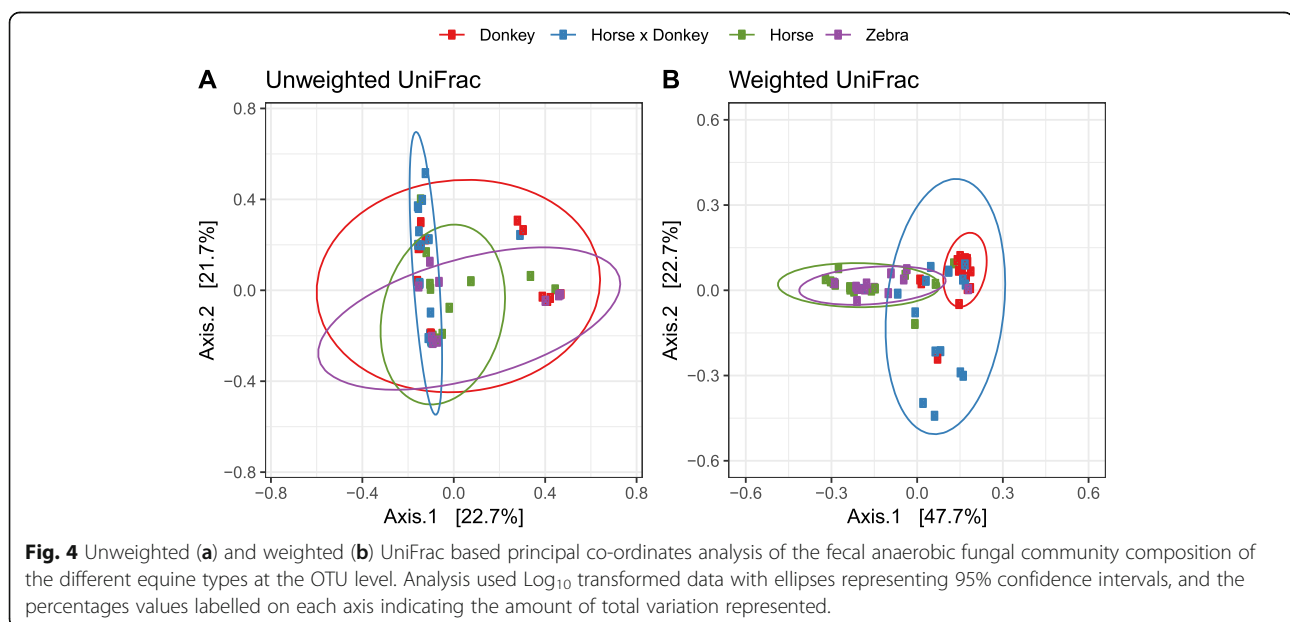 Donkey Horse x Donkey Horse Zebra
A Unweighted UniFrac
0.8
0.4
0.0
−0.4
−0.8
Axis.2 [21.7%]
−0.8 −0.4 0.0 0.4 0.8
Axis.1 [22.7%]
B Weighted UniFrac
0.6
0.3
0.0
−0.3
−0.6
Axis.2 [22.7%]
−0.6 −0.3 0.0 0.3 0.6
Axis.1 [47.7%]
Fig. 4 Unweighted (a) and weighted (b) UniFrac based principal co-ordinates analysis of the fecal anaerobic fungal community composition of
the different equine types at the OTU level. Analysis used Log10 transformed data with ellipses representing 95% confidence intervals, and the
percentages values labelled on each axis indicating the amount of total variation represented.